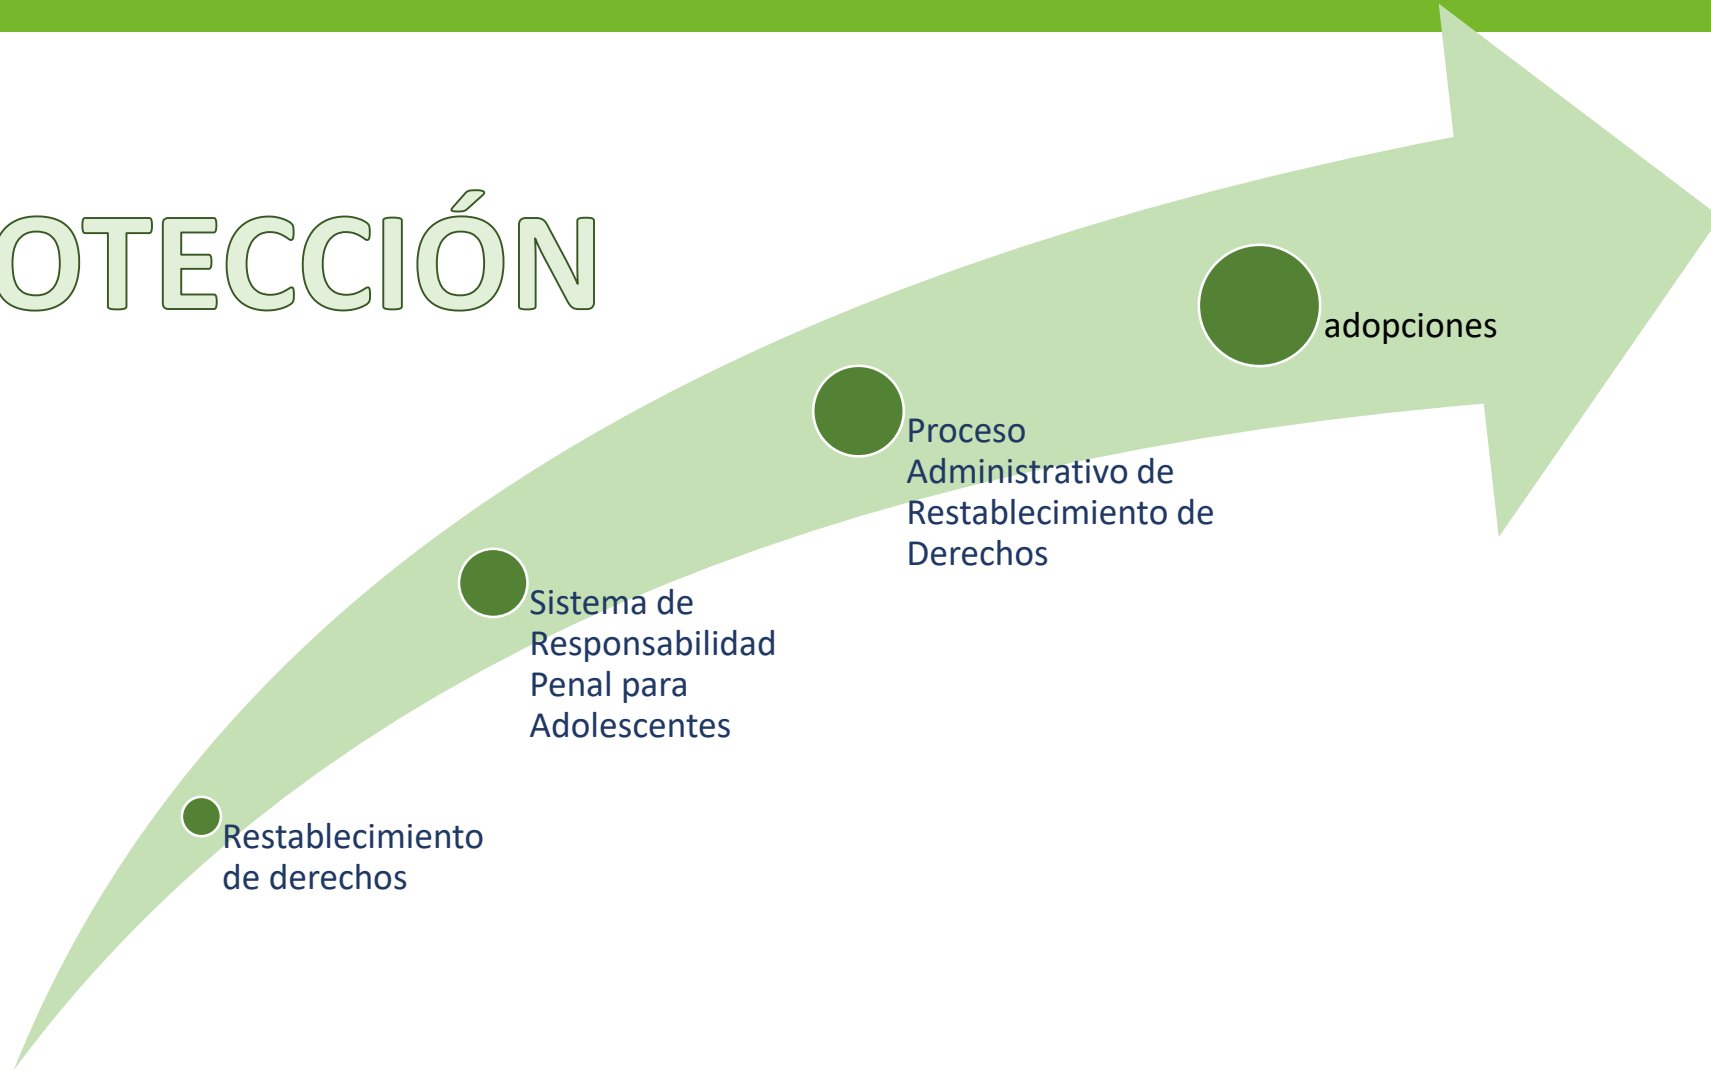 OTECCIÓN
adopciones
Proceso
Administrativo de
Restablecimiento de
Derechos
Sistema de
Responsabilidad
Penal para
Adolescentes
Restablecimiento
de derechos